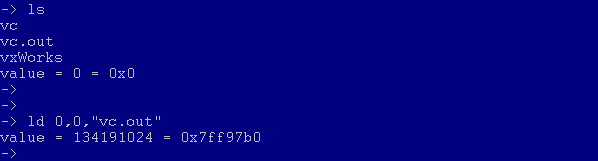 -> ls
vc
vc.out
vxWorks
value = 0 = 0x0
->
->
-> ld 0,0,"vc.out"
value = 134191024 = 0x7ff97b0
->